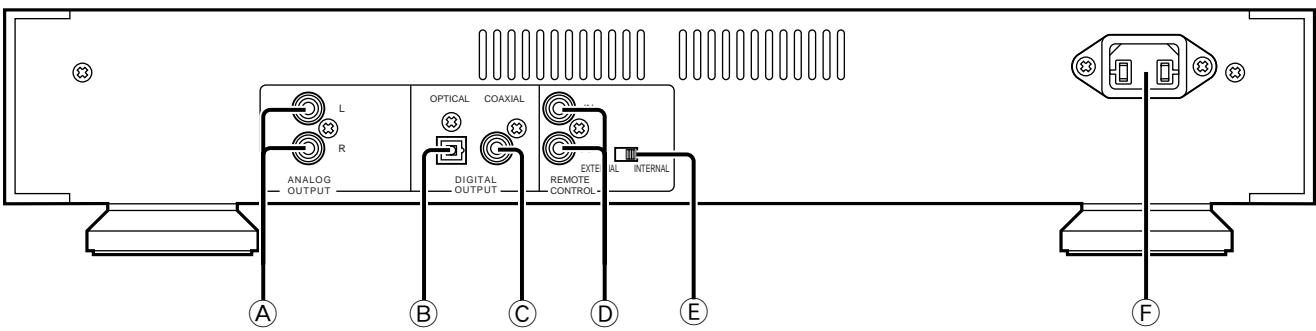 OPTICAL COAXIAL
L
R
EXTERNAL INTERNAL
ANALOG OUTPUT
DIGITAL OUTPUT
REMOTE CONTROL
A B C D E F